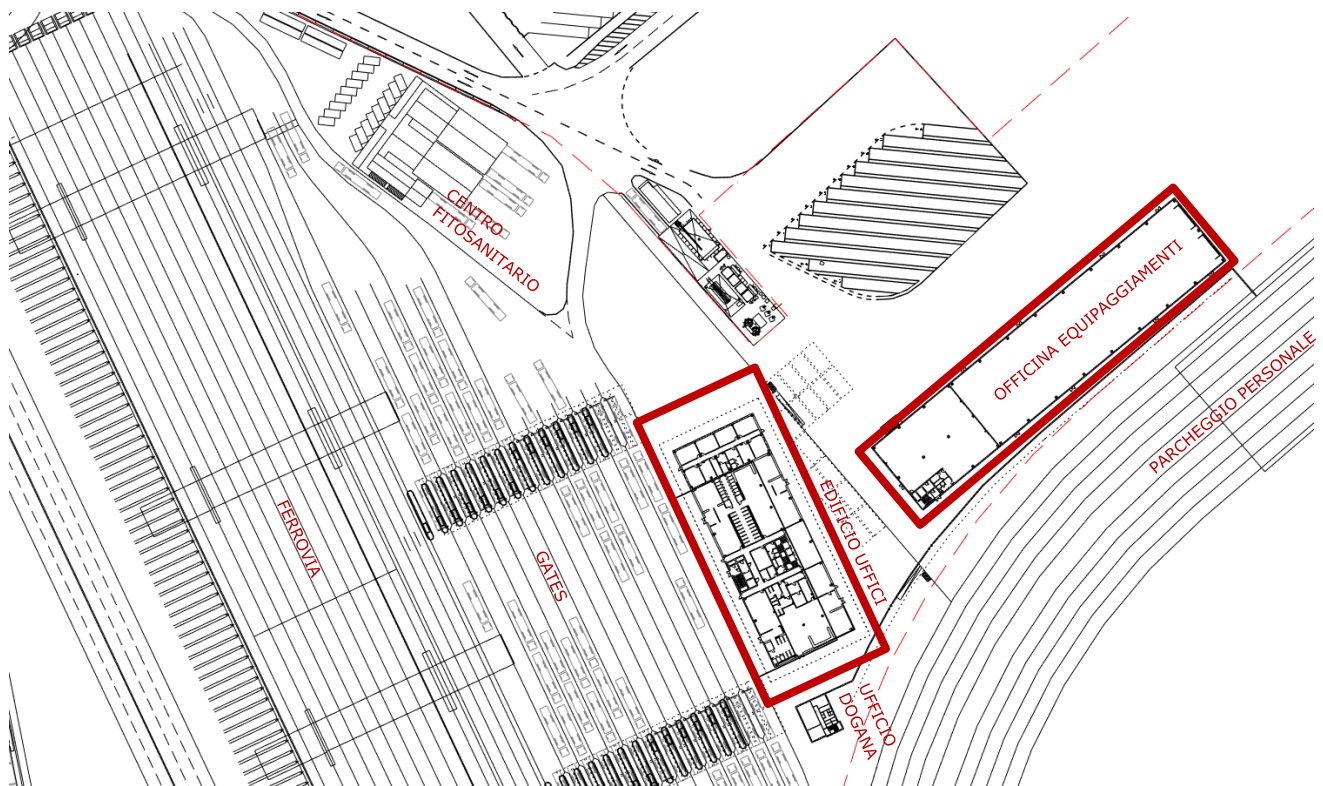 CENTRO
FITOSANITARIO
OFFICINA EQUIPAGGIAMENTI
PARCHEGGIO PERSONALE
FERROVIA
GATES
EDIFICIO UFFICI
UFFICIO
DOGANA